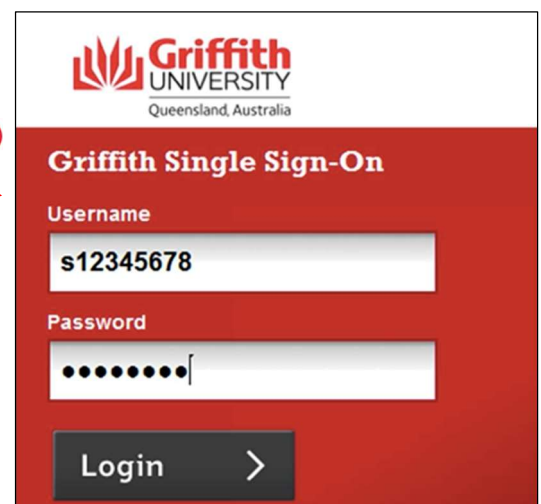 Griffith
UNIVERSITY
Queensland, Australia
Griffith Single Sign-On
Username
s12345678
Password
••••••••
Login >